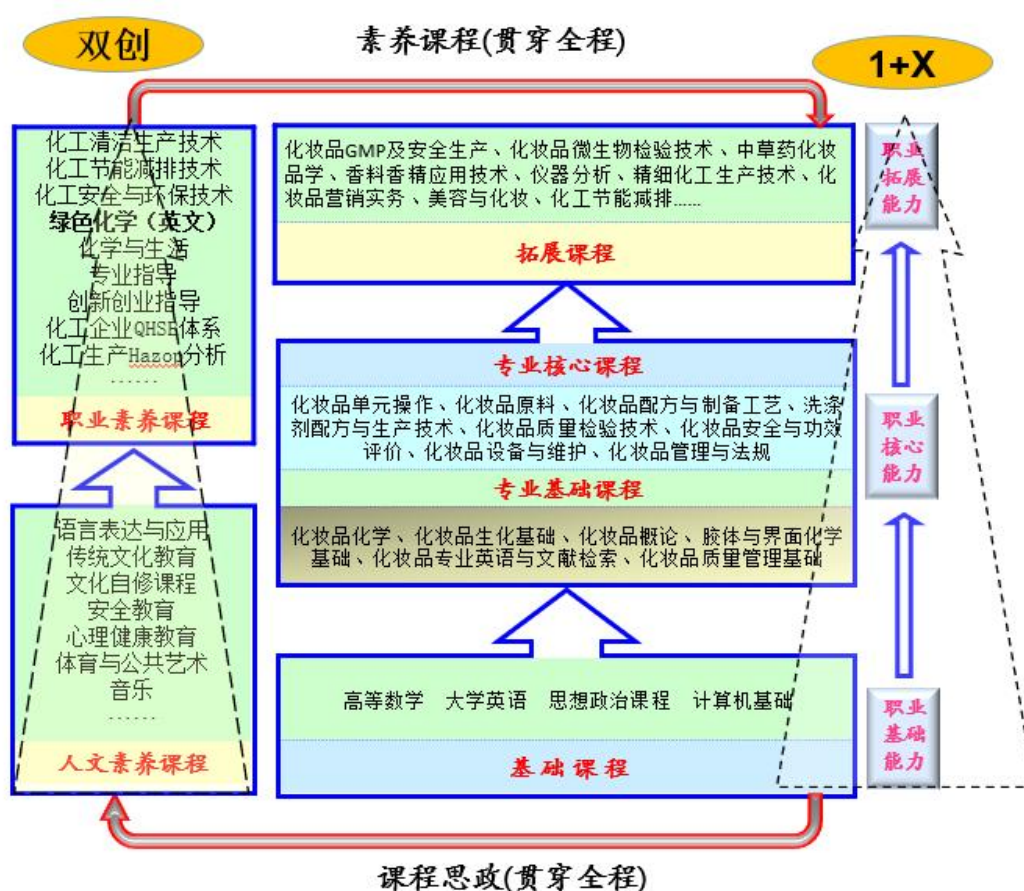 双创
素养课程(贯穿全程)
1+X
化工清洁生产技术
化工节能减排技术
化工安全与环保技术
绿色化学（英文）
化学与生活
专业指导
创新创业指导
化工企业QHSE体系
化工生产Hazop分析
......
职业素养课程
语言表达与应用
传统文化教育
文化自修课程
安全教育
心理健康教育
体育与公共艺术
音乐
......
人文素养课程
化妆品GMP及安全生产、化妆品微生物检验技术、中草药化妆
品学、香料香精应用技术、仪器分析、精细化工生产技术、化
妆品营销实务、美容与化妆、化工节能减排......
拓展课程
专业核心课程
化妆品单元操作、化妆品原料、化妆品配方与制备工艺、洗涤
剂配方与生产技术、化妆品质量检验技术、化妆品安全与功效
评价、化妆品设备与维护、化妆品管理与法规
专业基础课程
化妆品化学、化妆品生化基础、化妆品概论、胶体与界面化学
基础、化妆品专业英语与文献检索、化妆品质量管理基础
高等数学 大学英语 思想政治课程 计算机基础
基础课程
职业
拓展
能力
职业
核心
能力
职业
基础
能力
课程思政(贯穿全程)